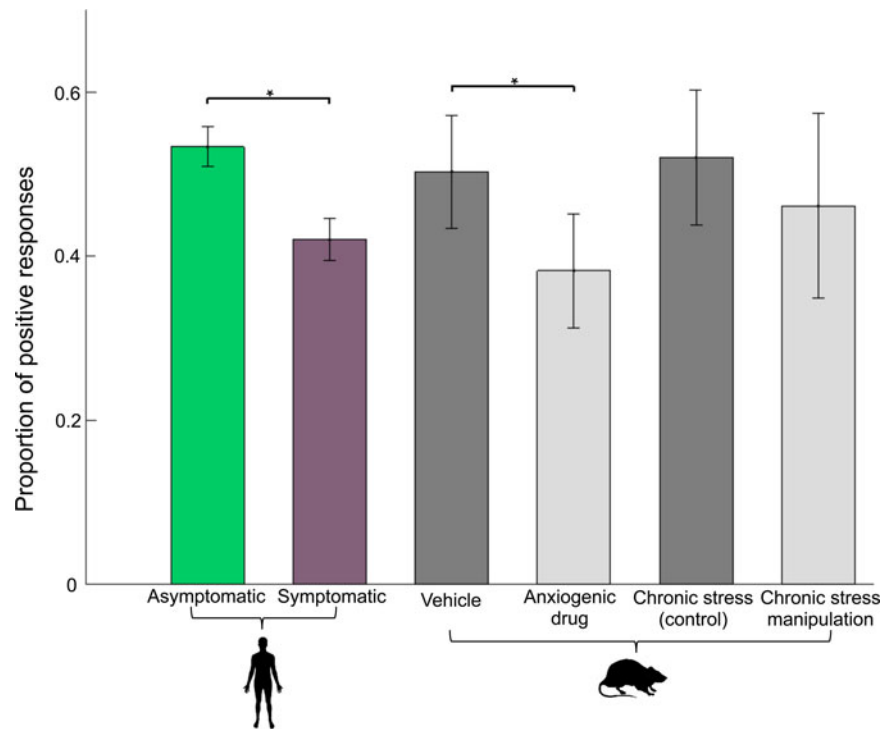 Proportion of positive responses
0.6
0.4
0.2
0
*
*
Asymptomatic
Symptomatic
Vehicle
Anxiogenic
drug
Chronic stress
(control)
Chronic stress
manipulation